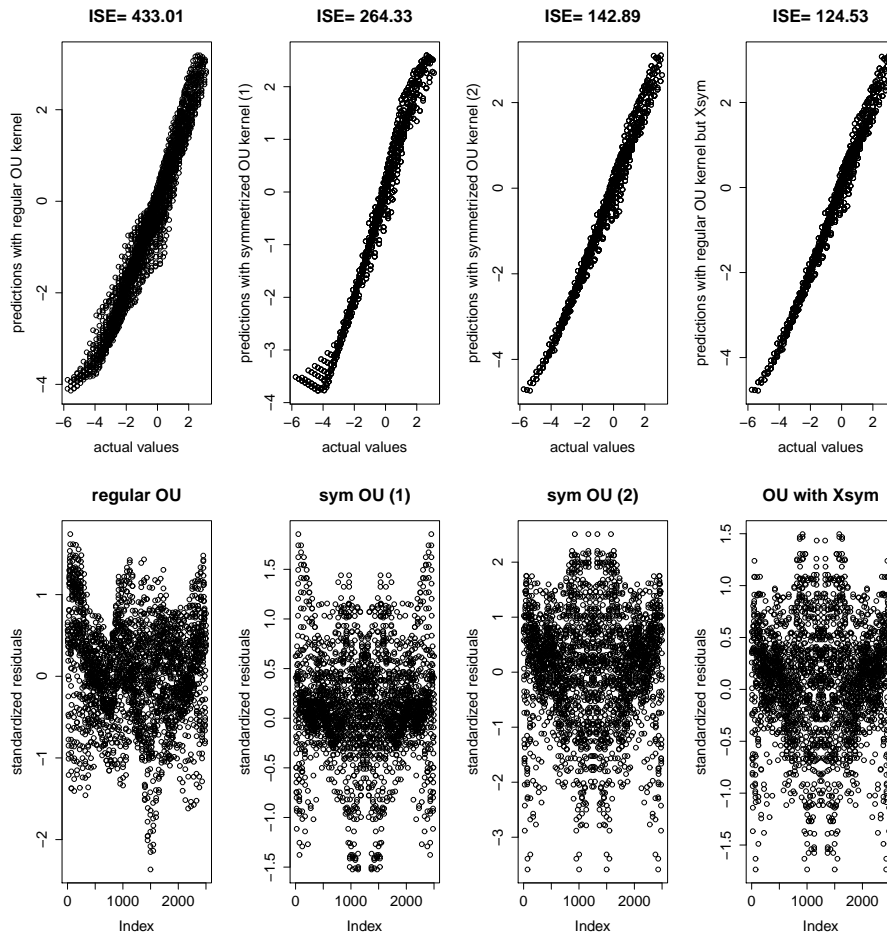 ISE= 433.01
predictions with regular OU kernel
2
0
−2
−4
−6 −4 −2 0 2
actual values
ISE= 264.33
predictions with symmetrized OU kernel (1)
2
1
0
−1
−2
−3
−4
−6 −4 −2 0 2
actual values
ISE= 142.89
predictions with symmetrized OU kernel (2)
2
0
−2
−4
−6 −4 −2 0 2
actual values
ISE= 124.53
predictions with regular OU kernel but Xsym
2
0
−2
−4
−6 −4 −2 0 2
actual values
regular OU
standardized residuals
1
0
−1
−2
0 1000 2000
Index
sym OU (1)
standardized residuals
1.5
1.0
0.5
0.0
−0.5
−1.0
−1.5
0 1000 2000
Index
sym OU (2)
standardized residuals
2
1
0
−1
−2
−3
0 1000 2000
Index
OU with Xsym
standardized residuals
1.5
1.0
0.5
0.0
−0.5
−1.0
−1.5
0 1000 2000
Index